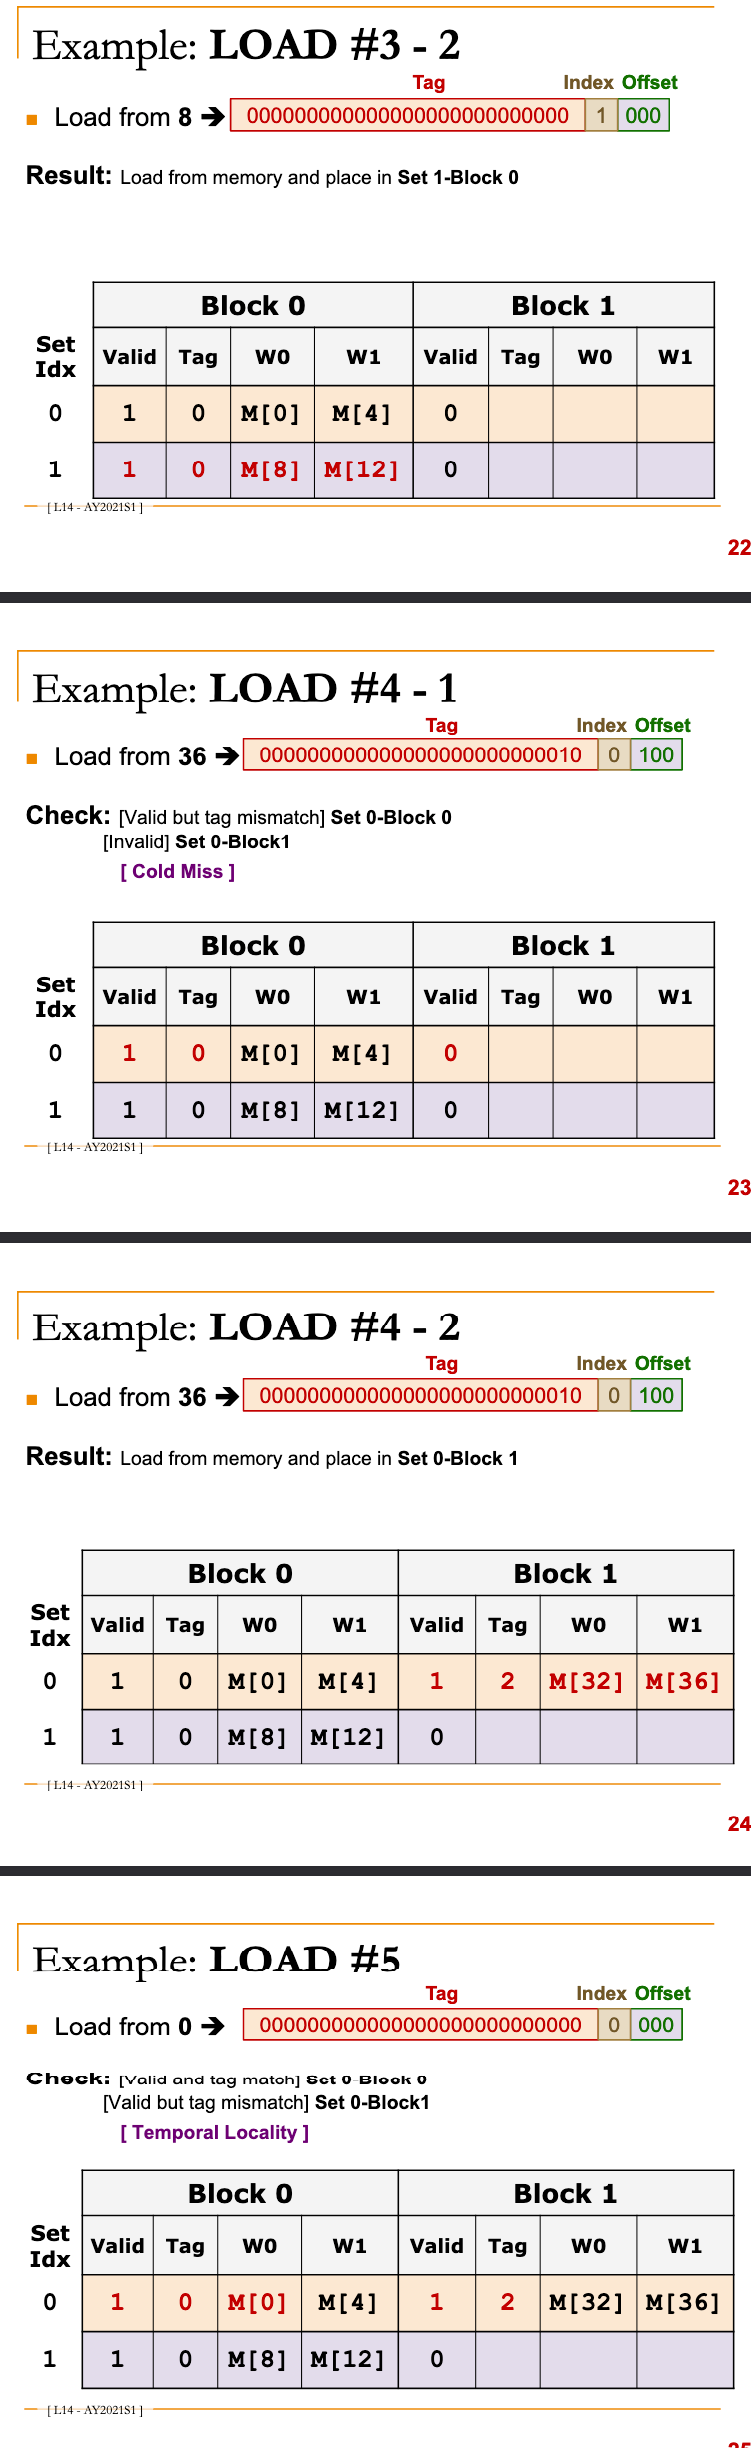 Example: LOAD #3 - 2
Tag Index Offset
Load from 8 → 0000000000000000000000000000 1 000
Result: Load from memory and place in Set 1-Block 0
Block 0 Block 1
Set Idx Valid Tag W0 W1 Valid Tag W0 W1
0 1 0 M[0] M[4] 0
1 1 0 M[8] M[12] 0
[ L14 - AY2021S1 ]
22
Example: LOAD #4 - 1
Tag Index Offset
Load from 36 → 0000000000000000000000000010 0 100
Check: [Valid but tag mismatch] Set 0-Block 0
[Invalid] Set 0-Block1
[ Cold Miss ]
Block 0 Block 1
Set Idx Valid Tag W0 W1 Valid Tag W0 W1
0 1 0 M[0] M[4] 0
1 1 0 M[8] M[12] 0
[ L14 - AY2021S1 ]
23
Example: LOAD #4 - 2
Tag Index Offset
Load from 36 → 0000000000000000000000000010 0 100
Result: Load from memory and place in Set 0-Block 1
Block 0 Block 1
Set Idx Valid Tag W0 W1 Valid Tag W0 W1
0 1 0 M[0] M[4] 1 2 M[32] M[36]
1 1 0 M[8] M[12] 0
[ L14 - AY2021S1 ]
24
Example: LOAD #5
Tag Index Offset
Load from 0 → 0000000000000000000000000000 0 000
Check: [Valid and tag match] Set 0-Block 0
[Valid but tag mismatch] Set 0-Block1
[ Temporal Locality ]
Block 0 Block 1
Set Idx Valid Tag W0 W1 Valid Tag W0 W1
0 1 0 M[0] M[4] 1 2 M[32] M[36]
1 1 0 M[8] M[12] 0
[ L14 - AY2021S1 ]